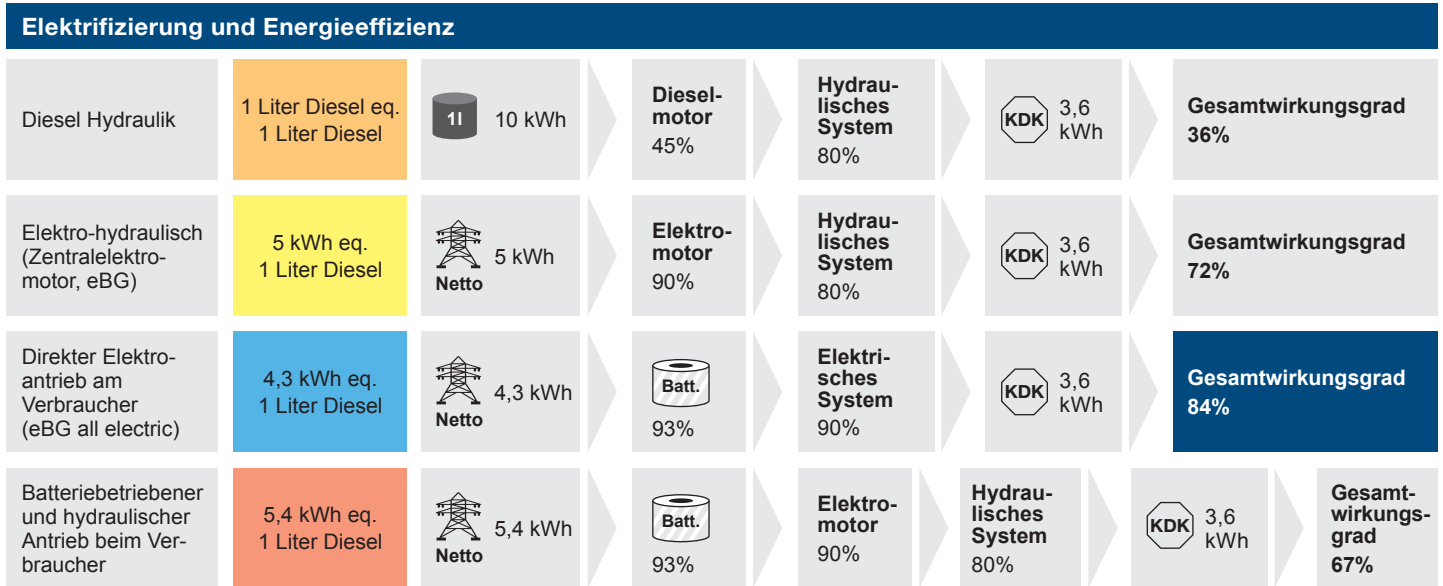 Elektrifizierung und Energieeffizienz
Diesel Hydraulik
1 Liter Diesel eq.
1 Liter Diesel
1l
10 kWh
Diesel-
motor
45%
Hydrau-
lisches
System
80%
KDK
3,6
kWh
Gesamtwirkungsgrad
36%
Elektro-hydraulisch
(Zentralelektro-
motor, eBG)
5 kWh eq.
1 Liter Diesel
Netto
5 kWh
Elektro-
motor
90%
Hydrau-
lisches
System
80%
KDK
3,6
kWh
Gesamtwirkungsgrad
72%
Direkter Elektro-
antrieb am
Verbraucher
(eBG all electric)
4,3 kWh eq.
1 Liter Diesel
Netto
4,3 kWh
Batt.
93%
Elektri-
sches
System
90%
KDK
3,6
kWh
Gesamtwirkungsgrad
84%
Batteriebetriebener
und hydraulischer
Antrieb beim Ver-
braucher
5,4 kWh eq.
1 Liter Diesel
Netto
5,4 kWh
Batt.
93%
Elektro-
motor
90%
Hydrau-
lisches
System
80%
KDK
3,6
kWh
Gesamt-
wirkungs-
grad
67%